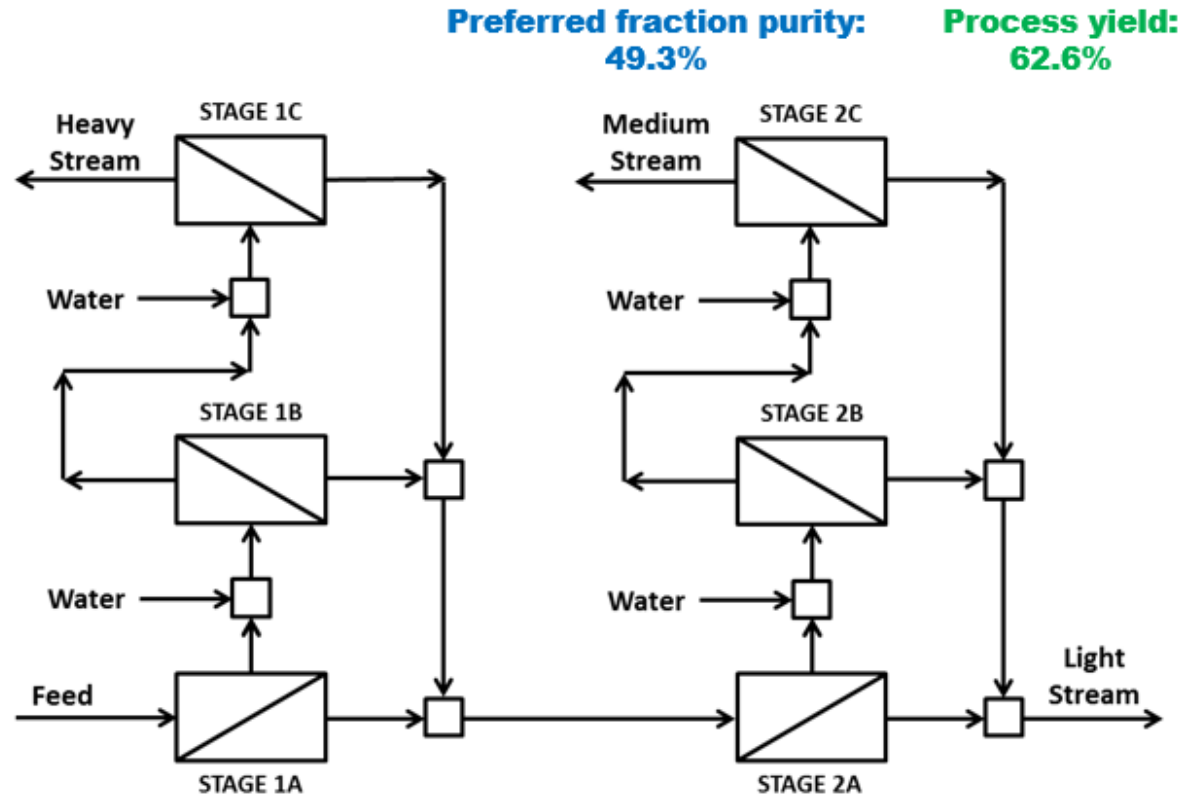 Preferred fraction purity:
49.3%
Process yield:
62.6%
STAGE 1C
Heavy
Stream
Water
STAGE 1B
Water
Feed
STAGE 1A
STAGE 2C
Medium
Stream
Water
STAGE 2B
Water
STAGE 2A
Light
Stream